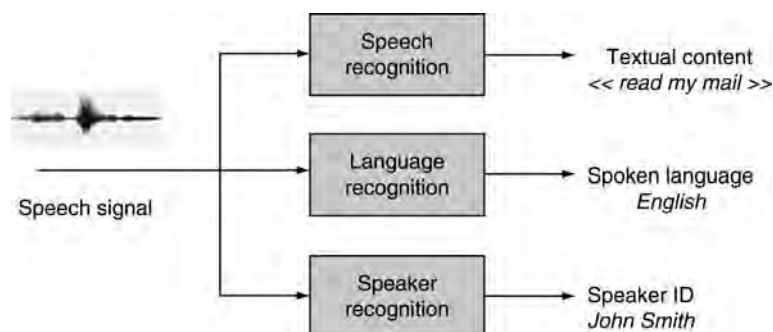 Speech
recognition
Textual content
<< read my mail >>
Speech signal
Language
recognition
Spoken language
English
Speaker
recognition
Speaker ID
John Smith